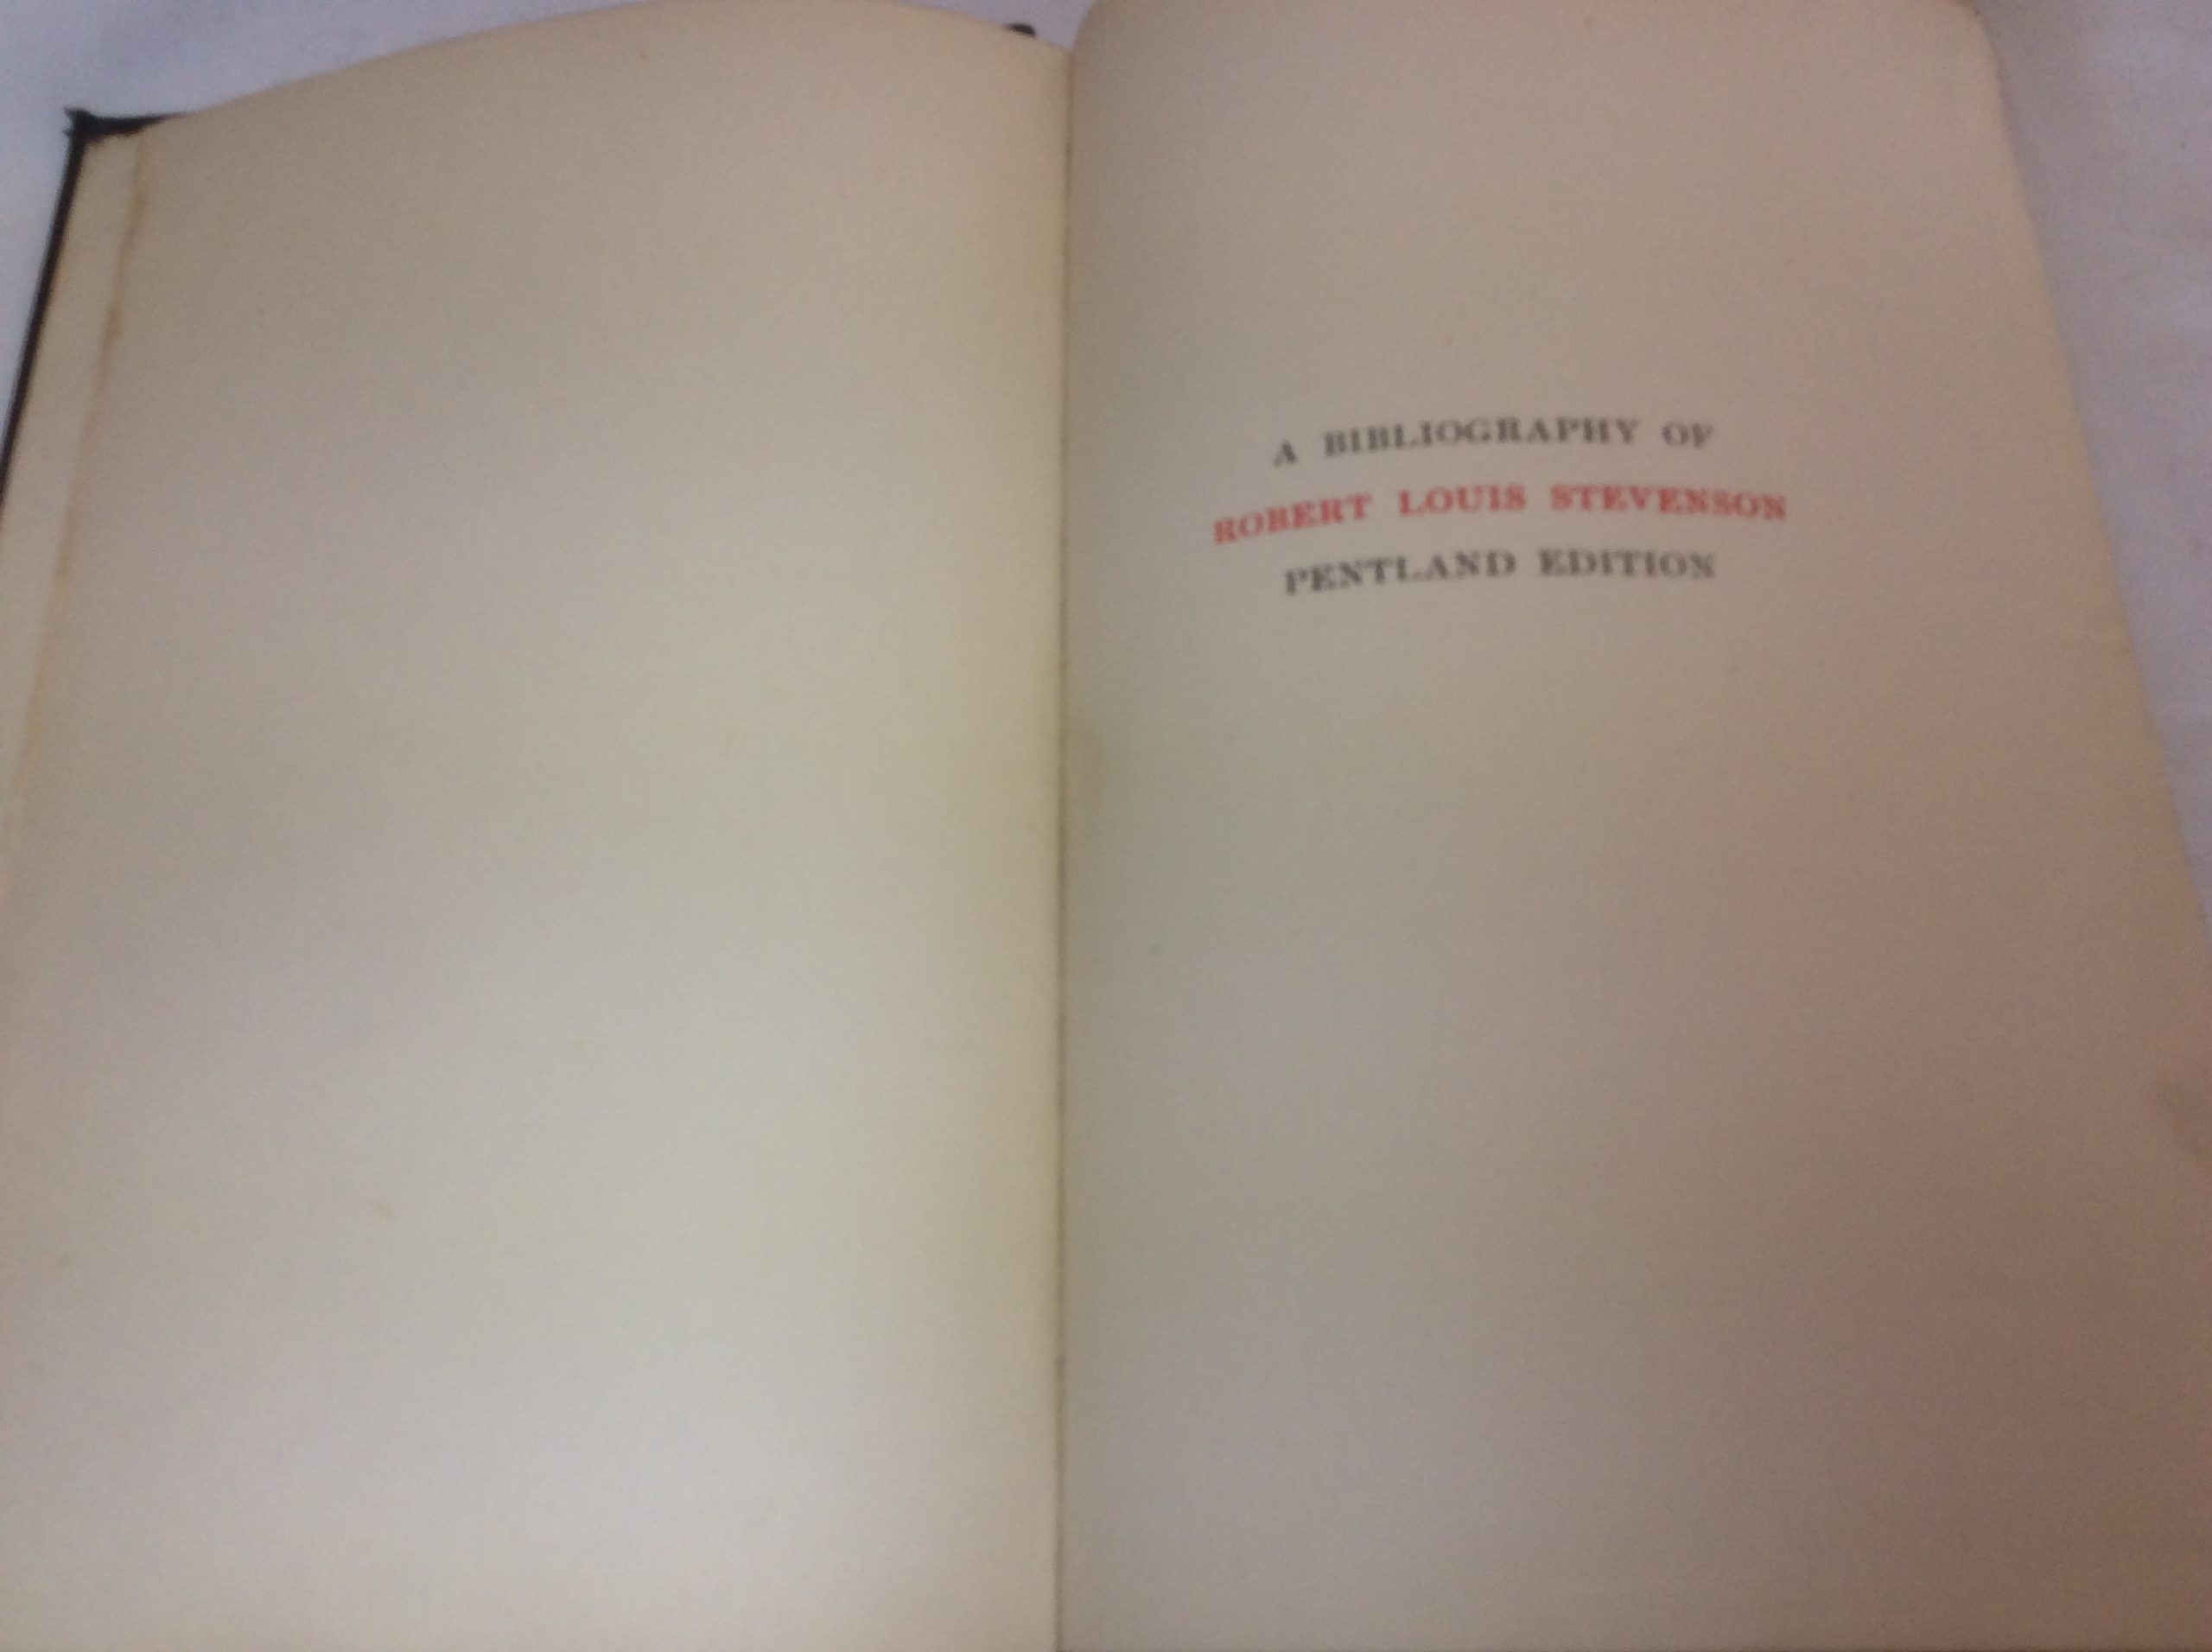 A BIBLIOGRAPHY OF
ROBERT LOUIS STEVENSON
PENTLAND EDITION